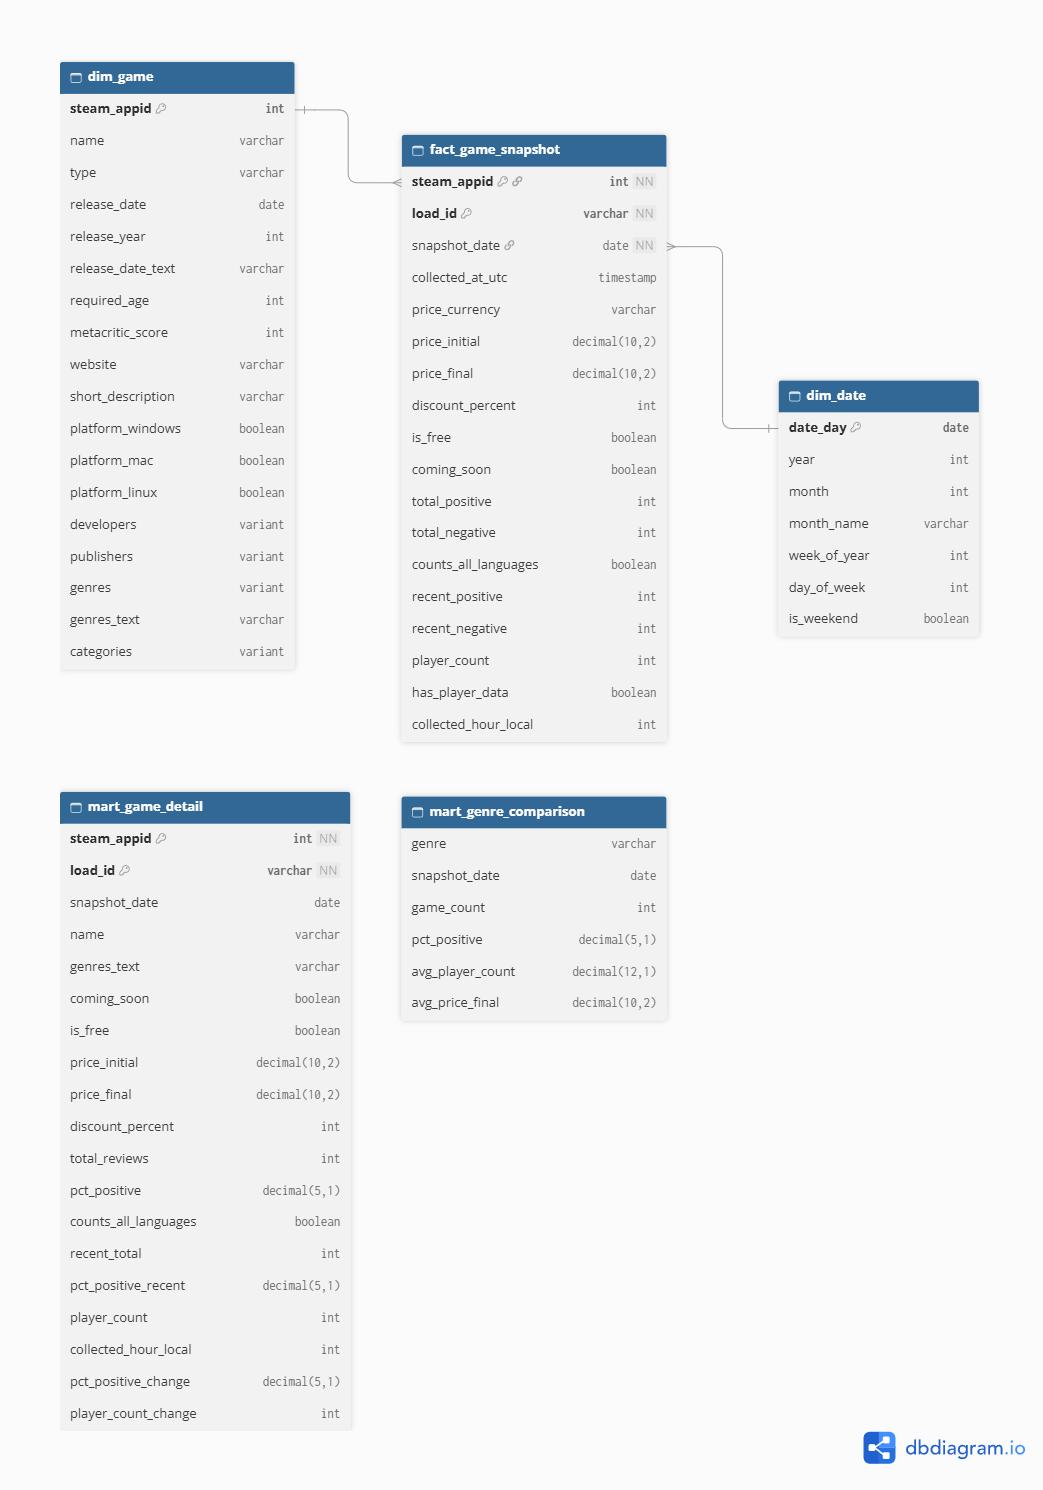 dim_game
steam_appid int
name varchar
type varchar
release_date date
release_year int
release_date_text varchar
required_age int
metacritic_score int
website varchar
short_description varchar
platform_windows boolean
platform_mac boolean
platform_linux boolean
developers variant
publishers variant
genres variant
genres_text varchar
categories variant
fact_game_snapshot
steam_appid int NN
load_id varchar NN
snapshot_date date NN
collected_at_utc timestamp
price_currency varchar
price_initial decimal(10,2)
price_final decimal(10,2)
discount_percent int
is_free boolean
coming_soon boolean
total_positive int
total_negative int
counts_all_languages boolean
recent_positive int
recent_negative int
player_count int
has_player_data boolean
collected_hour_local int
dim_date
date_day date
year int
month int
month_name varchar
week_of_year int
day_of_week int
is_weekend boolean
mart_game_detail
steam_appid int NN
load_id varchar NN
snapshot_date date
name varchar
genres_text varchar
coming_soon boolean
is_free boolean
price_initial decimal(10,2)
price_final decimal(10,2)
discount_percent int
total_reviews int
pct_positive decimal(5,1)
counts_all_languages boolean
recent_total int
pct_positive_recent decimal(5,1)
player_count int
collected_hour_local int
pct_positive_change decimal(5,1)
player_count_change int
mart_genre_comparison
genre varchar
snapshot_date date
game_count int
pct_positive decimal(5,1)
avg_player_count decimal(12,1)
avg_price_final decimal(10,2)
dbdiagram.io